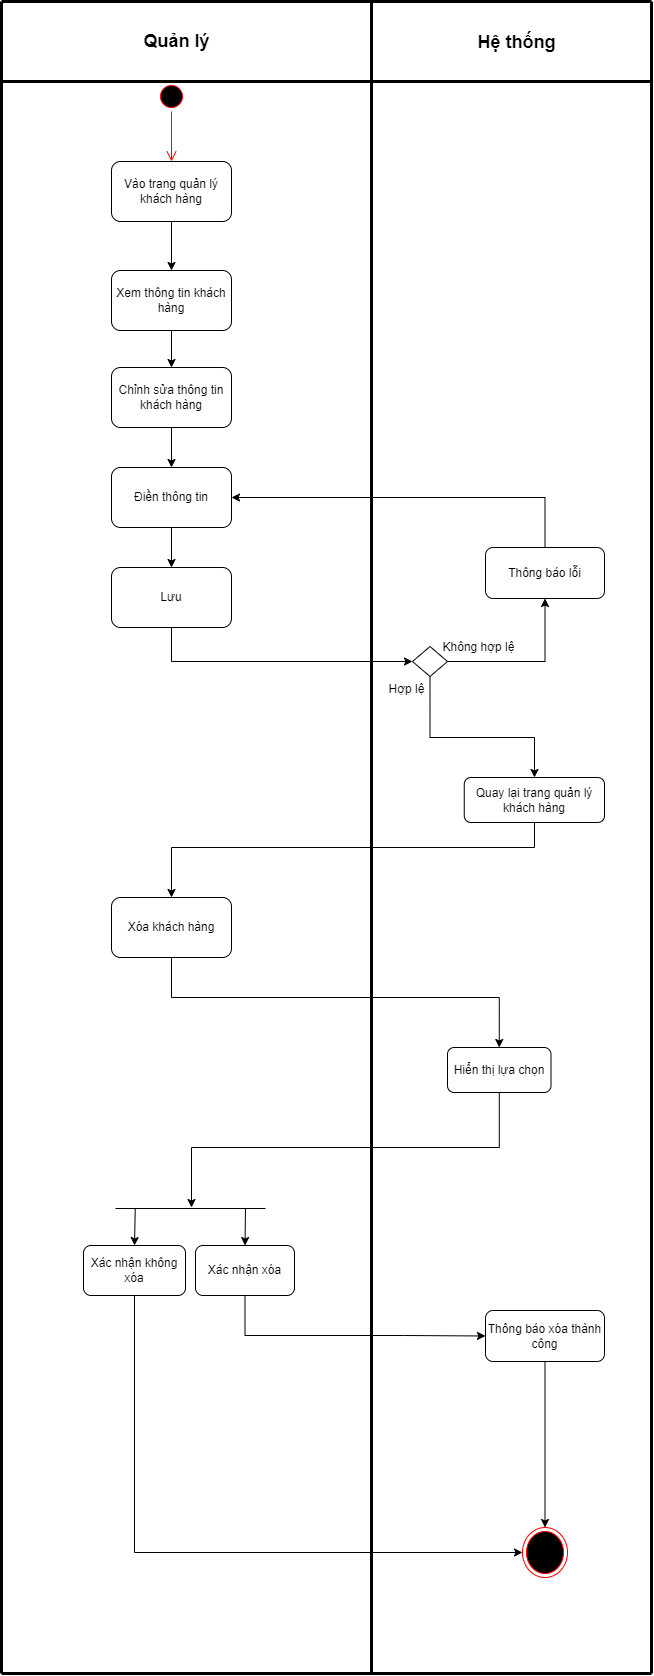 Quản lý
Hệ thống
Vào trang quản lý
khách hàng
Xem thông tin khách
hàng
Chỉnh sửa thông tin
khách hàng
Điền thông tin
Thông báo lỗi
Lưu
Không hợp lệ
Hợp lệ
Quay lại trang quản lý
khách hàng
Xóa khách hàng
Hiển thị lựa chọn
Xác nhận không
xóa
Xác nhận xóa
Thông báo xóa thành
công